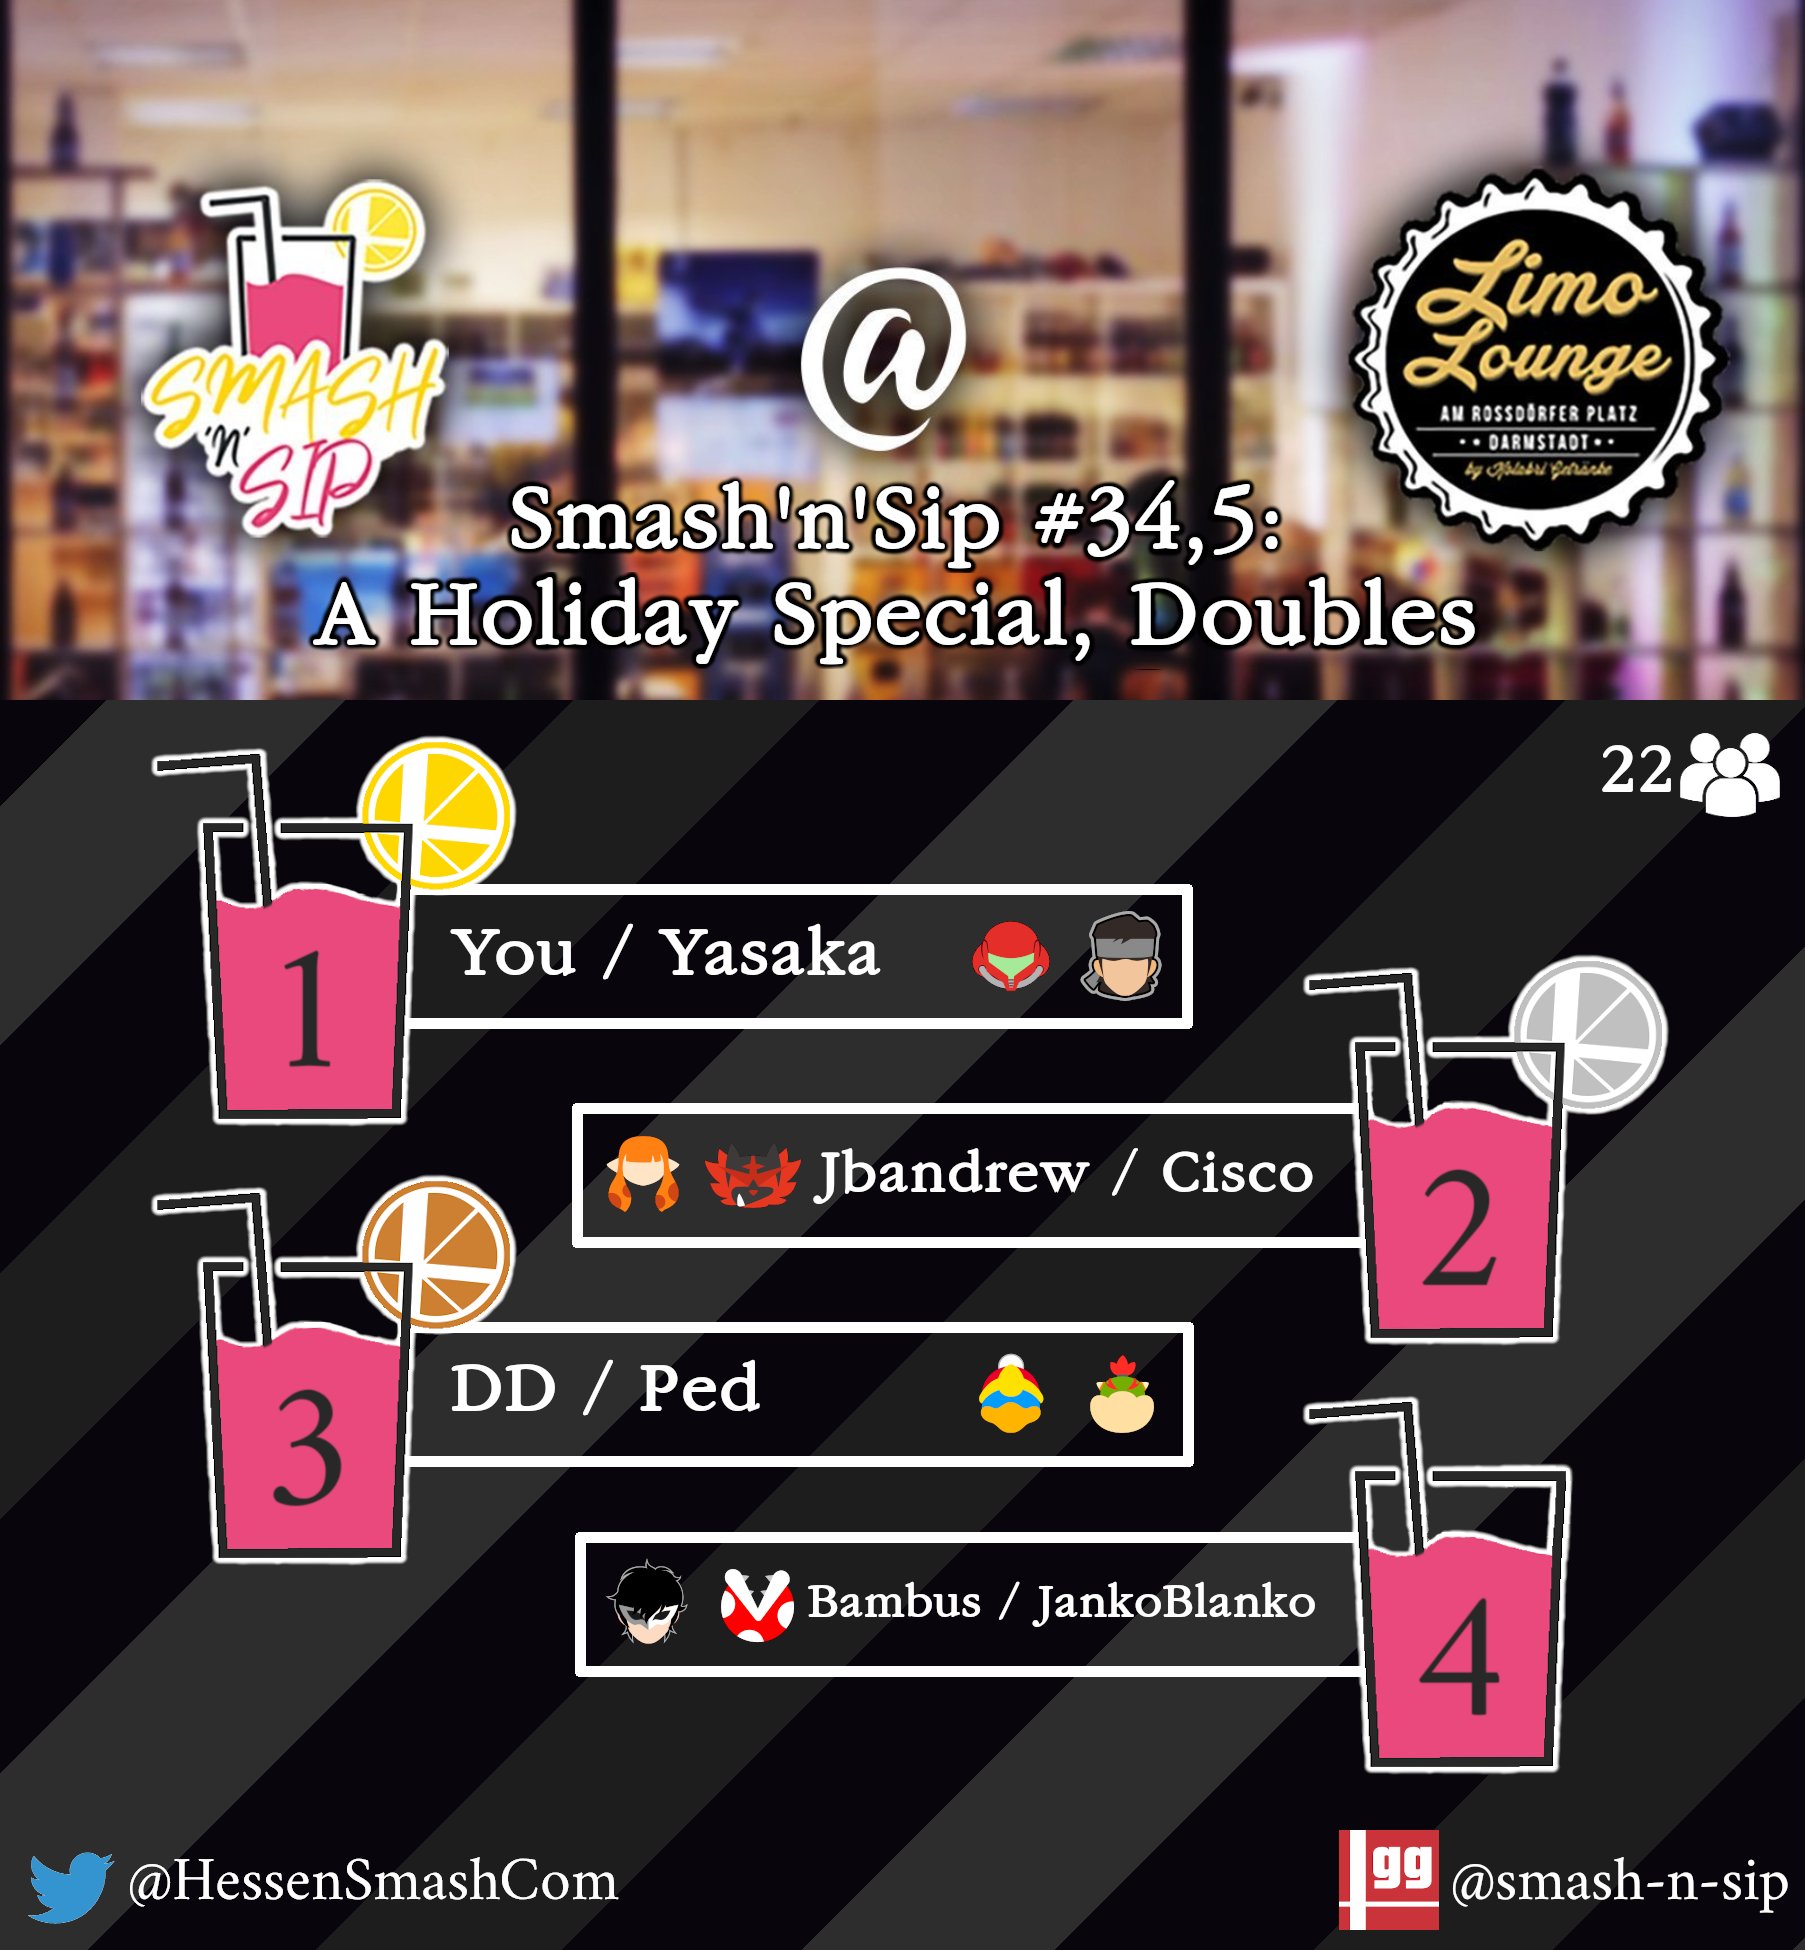 SMASH
'N'
SIP
@
Limo
Lounge
AM ROSSDÖRFER PLATZ
•• DARMSTADT ••
by Kolobri Getränke
Smash'n'Sip #34,5:
A Holiday Special, Doubles
22
1
You / Yasaka
Jbandrew / Cisco
2
3
DD / Ped
Bambus / JankoBlanko
4
@HessenSmashCom
gg
@smash-n-sip